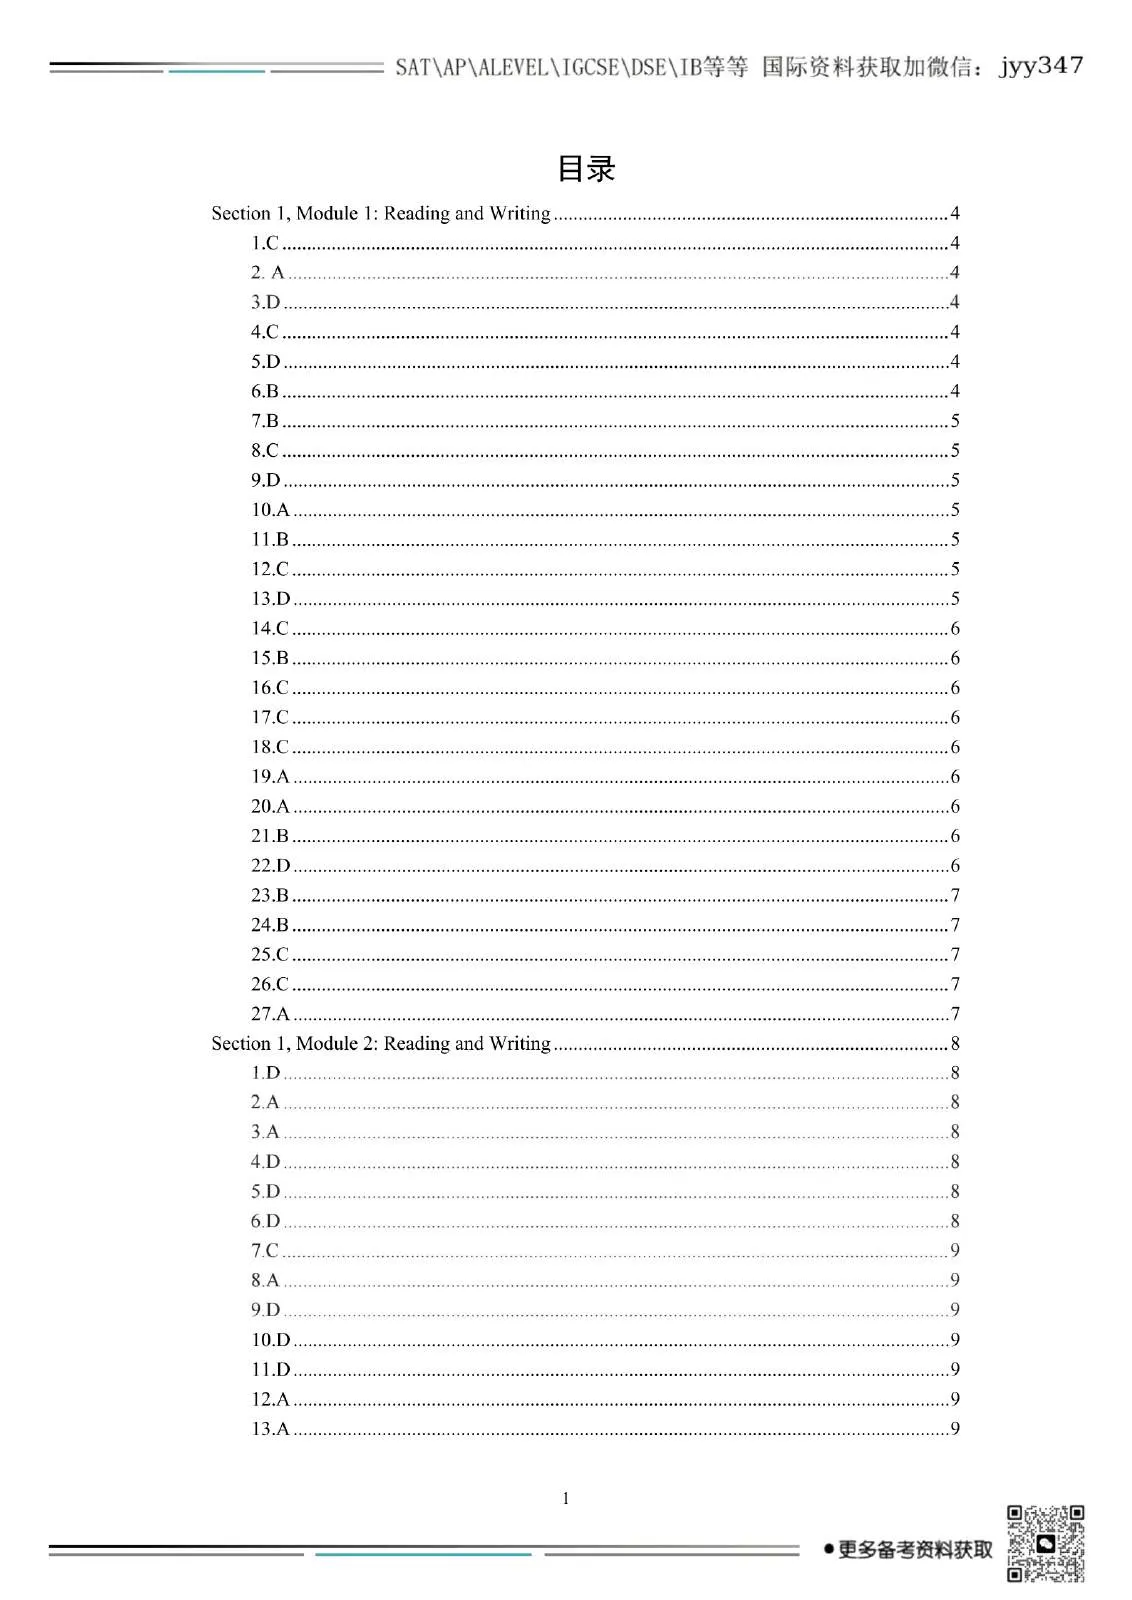 SAT\AP\ALEVEL\IGCSE\DSE\IB等等 国际资料获取加微信：jyy347
目录
Section 1, Module 1: Reading and Writing ........ 4
1.C ........ 4
2. A ........ 4
3.D ........ 4
4.C ........ 4
5.D ........ 4
6.B ........ 4
7.B ........ 5
8.C ........ 5
9.D ........ 5
10.A ........ 5
11.B ........ 5
12.C ........ 5
13.D ........ 5
14.C ........ 6
15.B ........ 6
16.C ........ 6
17.C ........ 6
18.C ........ 6
19.A ........ 6
20.A ........ 6
21.B ........ 6
22.D ........ 6
23.B ........ 7
24.B ........ 7
25.C ........ 7
26.C ........ 7
27.A ........ 7
Section 1, Module 2: Reading and Writing ........ 8
1.D ........ 8
2.A ........ 8
3.A ........ 8
4.D ........ 8
5.D ........ 8
6.D ........ 8
7.C ........ 9
8.A ........ 9
9.D ........ 9
10.D ........ 9
11.D ........ 9
12.A ........ 9
13.A ........ 9
1
●更多备考资料获取